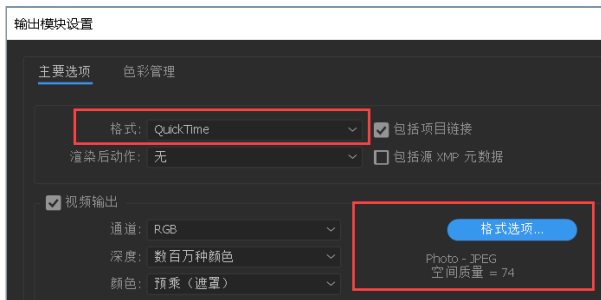 输出模块设置
主要选项 色彩管理
格式: QuickTime 包括项目链接
渲染后动作: 无 包括源 XMP 元数据
视频输出
通道: RGB 格式选项...
深度: 数百万种颜色 Photo - JPEG
空间质量 = 74
颜色: 预乘（遮罩）